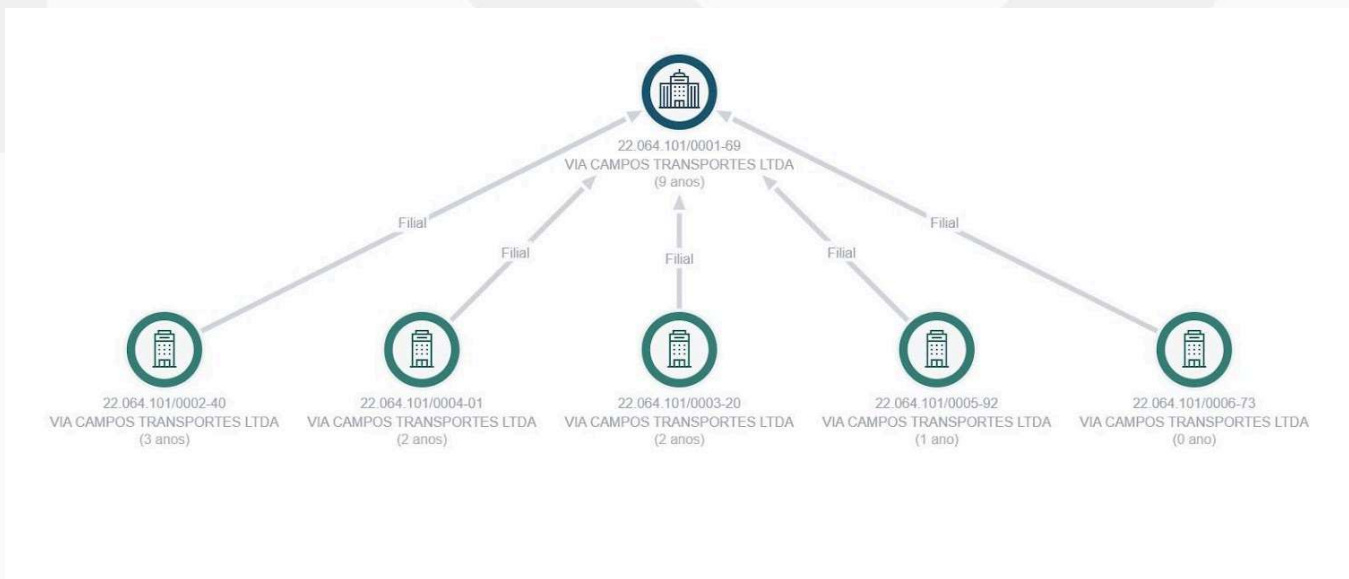 22.064.101/0001-69
VIA CAMPOS TRANSPORTES LTDA
(9 anos)
Filial
Filial
Filial
Filial
Filial
22.064.101/0002-40
VIA CAMPOS TRANSPORTES LTDA
(3 anos)
22.064.101/0004-01
VIA CAMPOS TRANSPORTES LTDA
(2 anos)
22.064.101/0003-20
VIA CAMPOS TRANSPORTES LTDA
(2 anos)
22.064.101/0005-92
VIA CAMPOS TRANSPORTES LTDA
(1 ano)
22.064.101/0006-73
VIA CAMPOS TRANSPORTES LTDA
(0 ano)